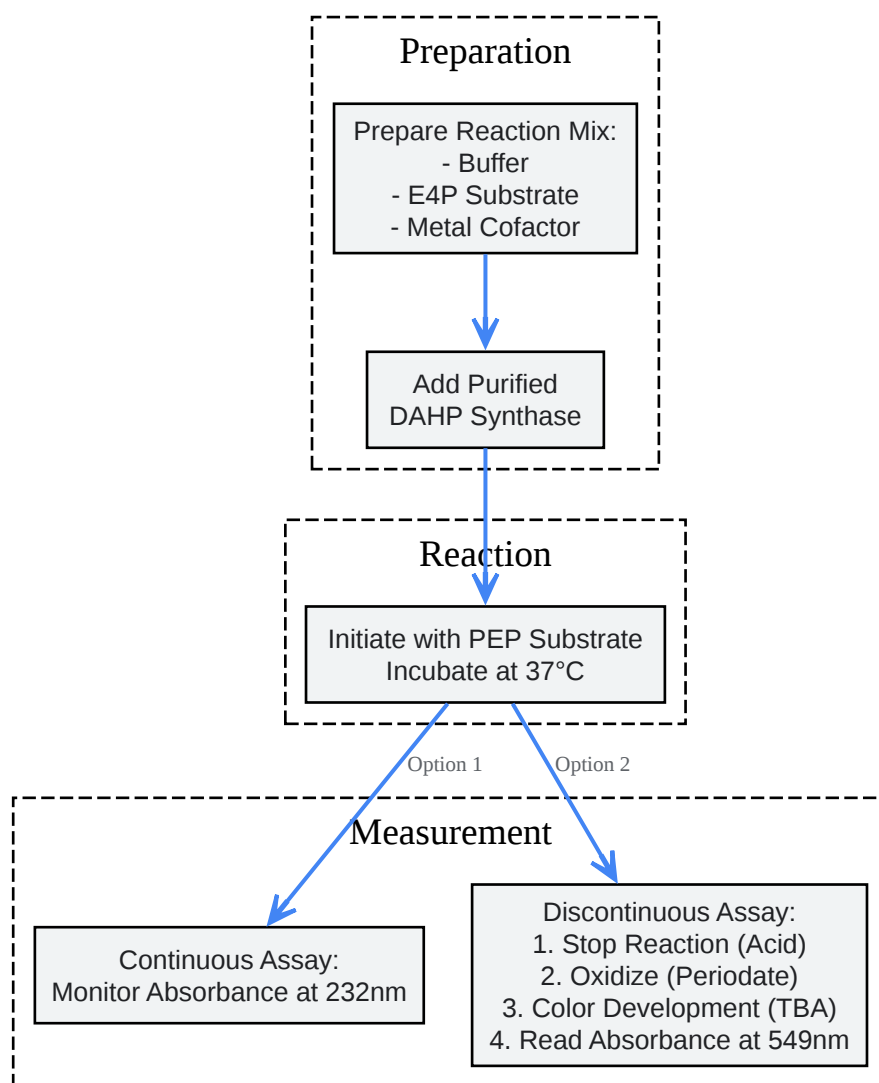 Preparation
Prepare Reaction Mix:
- Buffer
- E4P Substrate
- Metal Cofactor
Add Purified
DAHP Synthase
Reaction
Initiate with PEP Substrate
Incubate at 37°C
Option 1
Option 2
Measurement
Continuous Assay:
Monitor Absorbance at 232nm
Discontinuous Assay:
1. Stop Reaction (Acid)
2. Oxidize (Periodate)
3. Color Development (TBA)
4. Read Absorbance at 549nm